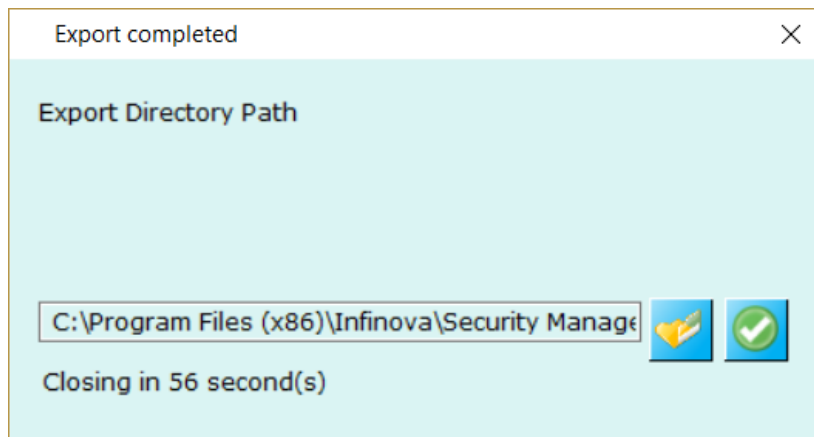 Export completed
Export Directory Path
C:\Program Files (x86)\Infinova\Security Manage
Closing in 56 second(s)